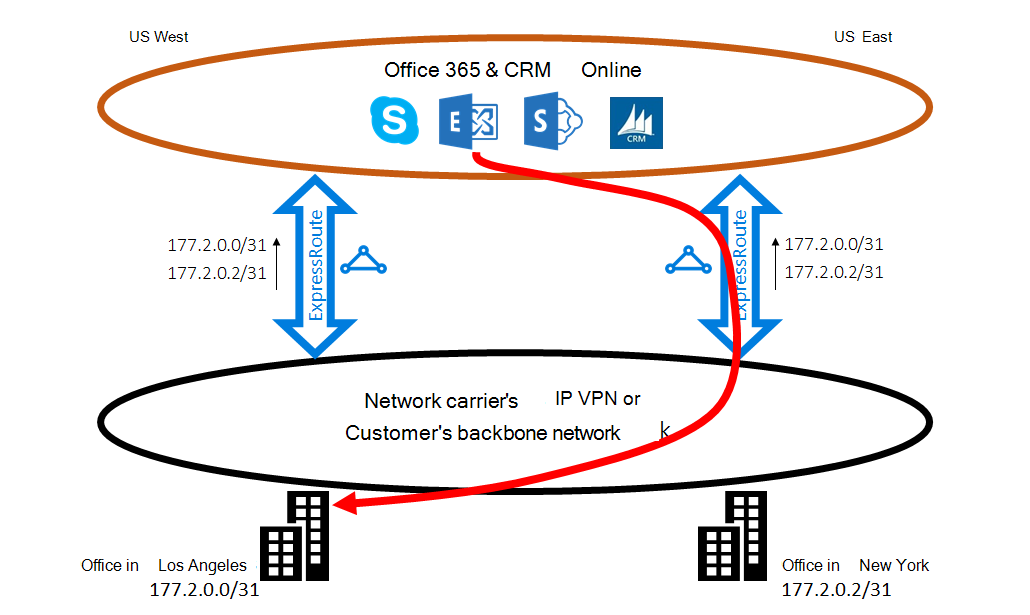 US West
US East
Office 365 & CRM Online
S
E
S
CRM
177.2.0.0/31
177.2.0.2/31
ExpressRoute
ExpressRoute
177.2.0.0/31
177.2.0.2/31
Network carrier's IP VPN or
Customer's backbone network k
Office in Los Angeles
177.2.0.0/31
Office in New York
177.2.0.2/31